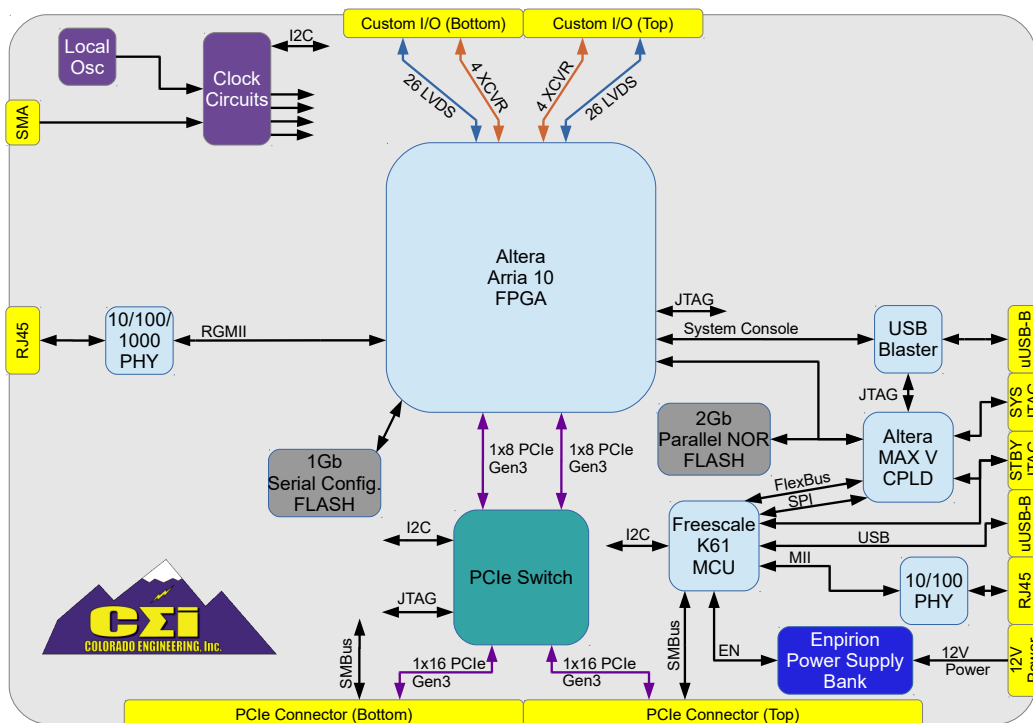 Custom I/O (Bottom)
Custom I/O (Top)
Local
Osc
I2C
Clock
Circuits
SMA
26 LVDS
4 XCVR
4 XCVR
26 LVDS
Altera
Arria 10
FPGA
RJ45
10/100/
1000
PHY
RGMII
JTAG
System Console
USB
Blaster
uUSB-B
JTAG
SYS
JTAG
1Gb
Serial Config.
FLASH
1x8 PCIe
Gen3
1x8 PCIe
Gen3
2Gb
Parallel NOR
FLASH
Altera
MAX V
CPLD
STBY
JTAG
FlexBus
SPI
I2C
PCIe Switch
JTAG
I2C
Freescale
K61
MCU
USB
uUSB-B
MII
10/100
PHY
RJ45
CΣi
COLORADO ENGINEERING, Inc.
SMBus
1x16 PCIe
Gen3
1x16 PCIe
Gen3
SMBus
EN
Enpirion
Power Supply
Bank
12V
Power
12V
Power
PCIe Connector (Bottom)
PCIe Connector (Top)